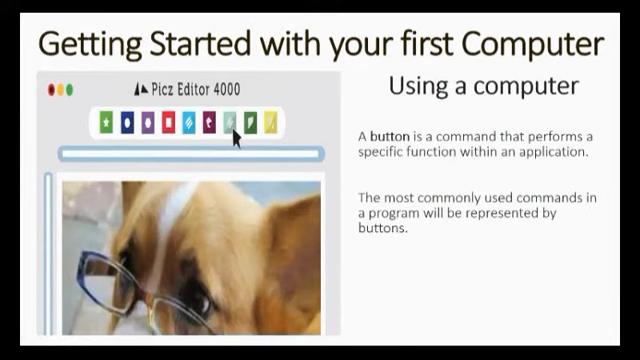 Getting Started with your first Computer
Picz Editor 4000
Using a computer
A button is a command that performs a
specific function within an application.
The most commonly used commands in
a program will be represented by
buttons.